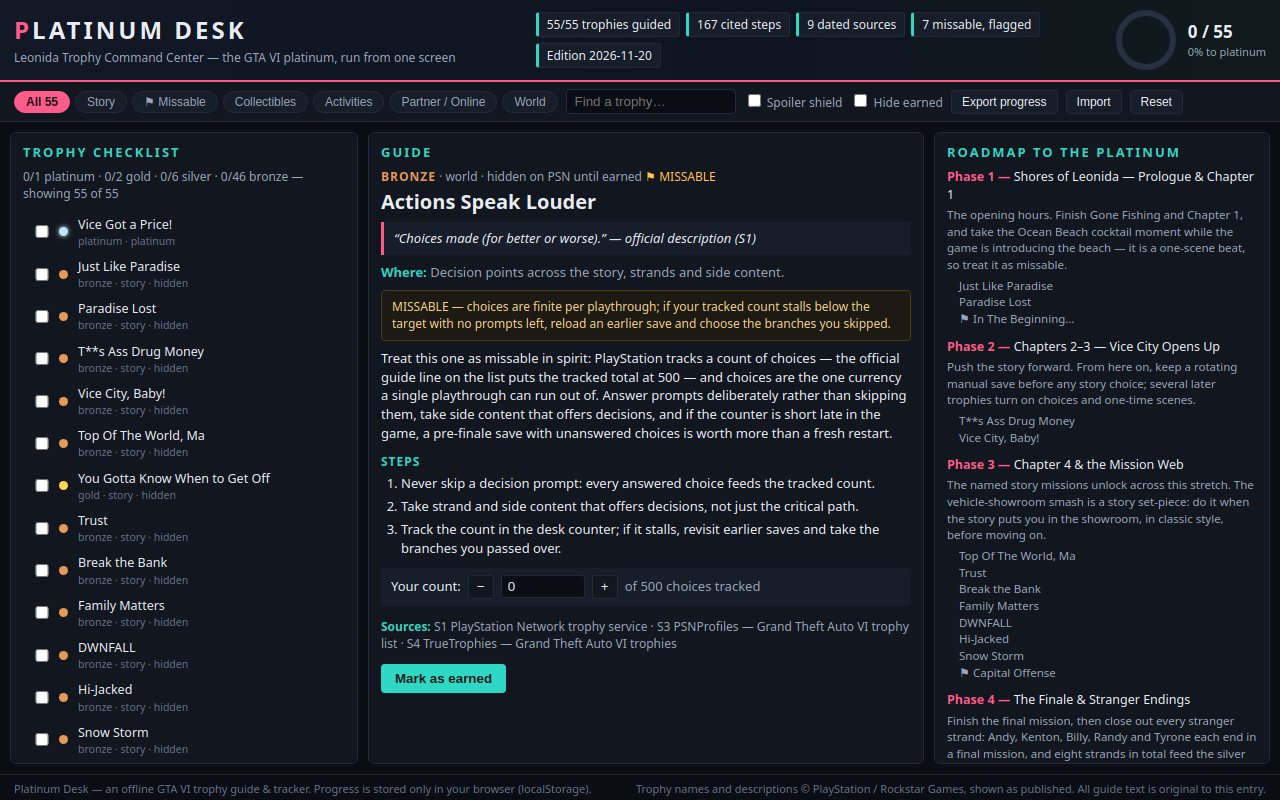 PLATINUM DESK
Leonida Trophy Command Center — the GTA VI platinum, run from one screen
55/55 trophies guided
167 cited steps
9 dated sources
7 missable, flagged
Edition 2026-11-20
0 / 55
0% to platinum
All 55
Story
⚑ Missable
Collectibles
Activities
Partner / Online
World
Find a trophy…
Spoiler shield
Hide earned
Export progress
Import
Reset
TROPHY CHECKLIST
0/1 platinum · 0/2 gold · 0/6 silver · 0/46 bronze —
showing 55 of 55
Vice Got a Price!
platinum · platinum
Just Like Paradise
bronze · story · hidden
Paradise Lost
bronze · story · hidden
T**s Ass Drug Money
bronze · story · hidden
Vice City, Baby!
bronze · story · hidden
Top Of The World, Ma
bronze · story · hidden
You Gotta Know When to Get Off
gold · story · hidden
Trust
bronze · story · hidden
Break the Bank
bronze · story · hidden
Family Matters
bronze · story · hidden
DWNFALL
bronze · story · hidden
Hi-Jacked
bronze · story · hidden
Snow Storm
bronze · story · hidden
GUIDE
BRONZE · world · hidden on PSN until earned ⚑ MISSABLE
Actions Speak Louder
“Choices made (for better or worse).” — official description (S1)
Where: Decision points across the story, strands and side content.
MISSABLE — choices are finite per playthrough; if your tracked count stalls below the
target with no prompts left, reload an earlier save and choose the branches you skipped.
Treat this one as missable in spirit: PlayStation tracks a count of choices — the official
guide line on the list puts the tracked total at 500 — and choices are the one currency
a single playthrough can run out of. Answer prompts deliberately rather than skipping
them, take side content that offers decisions, and if the counter is short late in the
game, a pre-finale save with unanswered choices is worth more than a fresh restart.
STEPS
1. Never skip a decision prompt: every answered choice feeds the tracked count.
2. Take strand and side content that offers decisions, not just the critical path.
3. Track the count in the desk counter; if it stalls, revisit earlier saves and take the
branches you passed over.
Your count: − 0 + of 500 choices tracked
Sources: S1 PlayStation Network trophy service · S3 PSNProfiles — Grand Theft Auto VI trophy
list · S4 TrueTrophies — Grand Theft Auto VI trophies
Mark as earned
ROADMAP TO THE PLATINUM
Phase 1 — Shores of Leonida — Prologue & Chapter
1
The opening hours. Finish Gone Fishing and Chapter 1,
and take the Ocean Beach cocktail moment while the
game is introducing the beach — it is a one-scene beat,
so treat it as missable.
Just Like Paradise
Paradise Lost
⚑ In The Beginning…
Phase 2 — Chapters 2–3 — Vice City Opens Up
Push the story forward. From here on, keep a rotating
manual save before any story choice; several later
trophies turn on choices and one-time scenes.
T**s Ass Drug Money
Vice City, Baby!
Phase 3 — Chapter 4 & the Mission Web
The named story missions unlock across this stretch. The
vehicle-showroom smash is a story set-piece: do it when
the story puts you in the showroom, in classic style,
before moving on.
Top Of The World, Ma
Trust
Break the Bank
Family Matters
DWNFALL
Hi-Jacked
Snow Storm
⚑ Capital Offense
Phase 4 — The Finale & Stranger Endings
Finish the final mission, then close out every stranger
strand: Andy, Kenton, Billy, Randy and Tyrone each end in
a final mission, and eight strands in total feed the silver
Platinum Desk — an offline GTA VI trophy guide & tracker. Progress is stored only in your browser (localStorage).
Trophy names and descriptions © PlayStation / Rockstar Games, shown as published. All guide text is original to this entry.